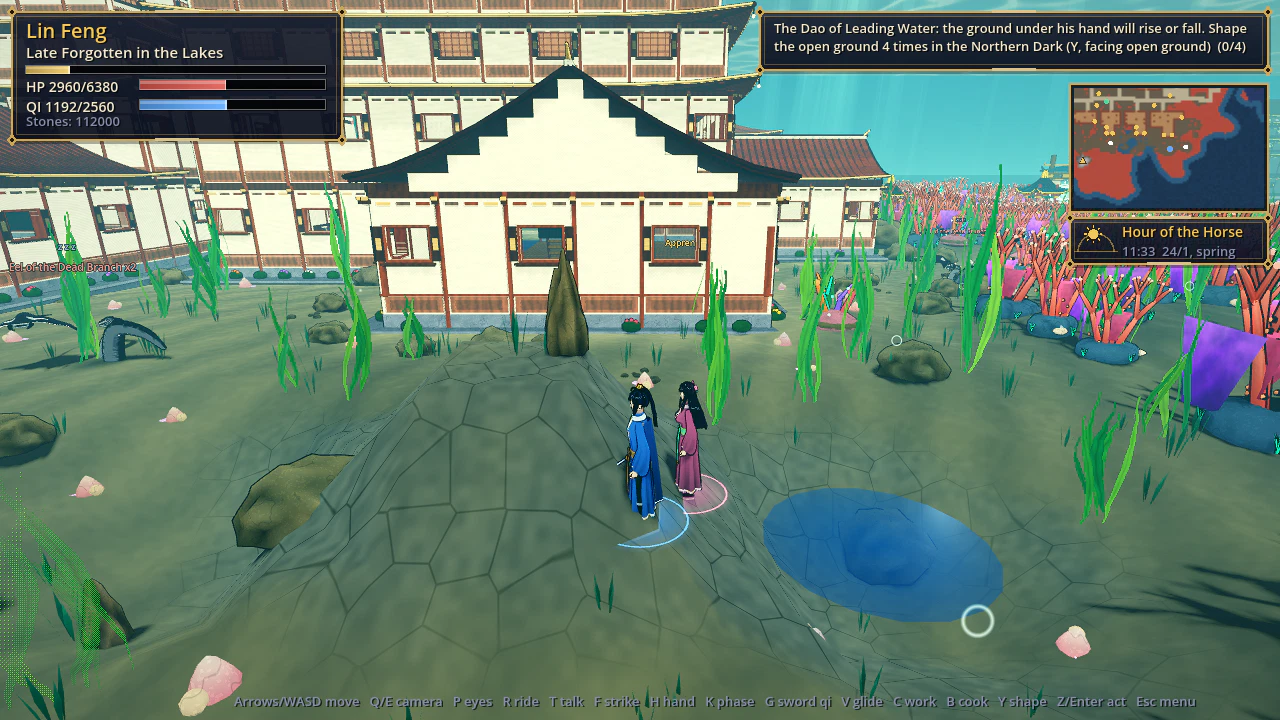 Lin Feng
Late Forgotten in the Lakes
HP 2960/6380
QI 1192/2560
Stones: 112000
The Dao of Leading Water: the ground under his hand will rise or fall. Shape
the open ground 4 times in the Northern Dark (Y, facing open ground) (0/4)
Hour of the Horse
11:33 24/1, spring
Appren
z z z
Eel of the Dead Branch x2
Arrows/WASD move Q/E camera P eyes R ride T talk F strike H hand K phase G sword qi V glide C work B cook Y shape Z/Enter act Esc menu